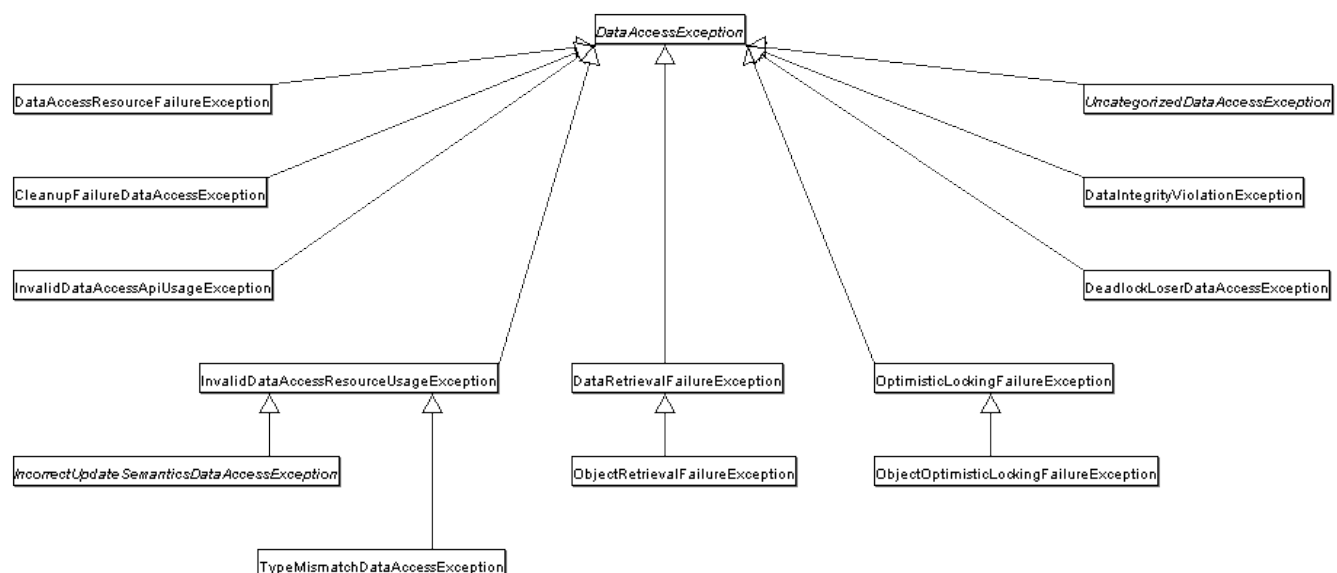 DataAccessException
DataAccessResourceFailureException
UncategorizedDataAccessException
CleanupFailureDataAccessException
DataIntegrityViolationException
InvalidDataAccessApiUsageException
DeadlockLoserDataAccessException
InvalidDataAccessResourceUsageException
DataRetrievalFailureException
OptimisticLockingFailureException
IncorrectUpdateSemanticsDataAccessException
ObjectRetrievalFailureException
ObjectOptimisticLockingFailureException
TypeMismatchDataAccessException